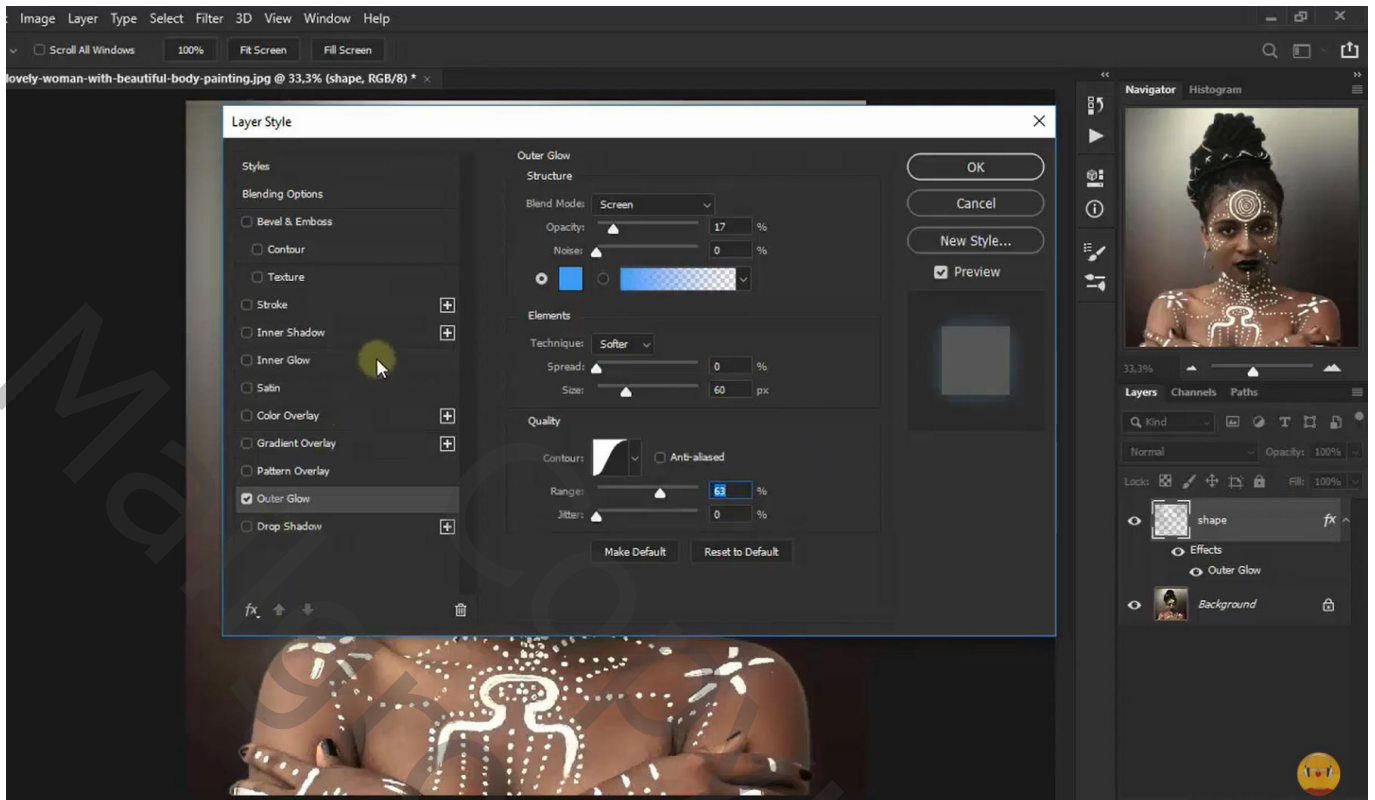 Image Layer Type Select Filter 3D View Window Help
Scroll All Windows 100% Fit Screen Fill Screen
lovely-woman-with-beautiful-body-painting.jpg @ 33,3% (shape, RGB/8) * ×
Layer Style
Styles
Blending Options
Bevel & Emboss
Contour
Texture
Stroke
Inner Shadow
Inner Glow
Satin
Color Overlay
Gradient Overlay
Pattern Overlay
Outer Glow
Drop Shadow
fx
Outer Glow
Structure
Blend Mode: Screen
Opacity: 17 %
Noise: 0 %
Elements
Technique: Softer
Spread: 0 %
Size: 60 px
Quality
Contour: Anti-aliased
Range: 63 %
Jitter: 0 %
Make Default Reset to Default
OK
Cancel
New Style...
Preview
Navigator Histogram
33,3%
Layers Channels Paths
Kind
Normal Opacity: 100%
Lock: Fill: 100%
shape fx
Effects
Outer Glow
Background